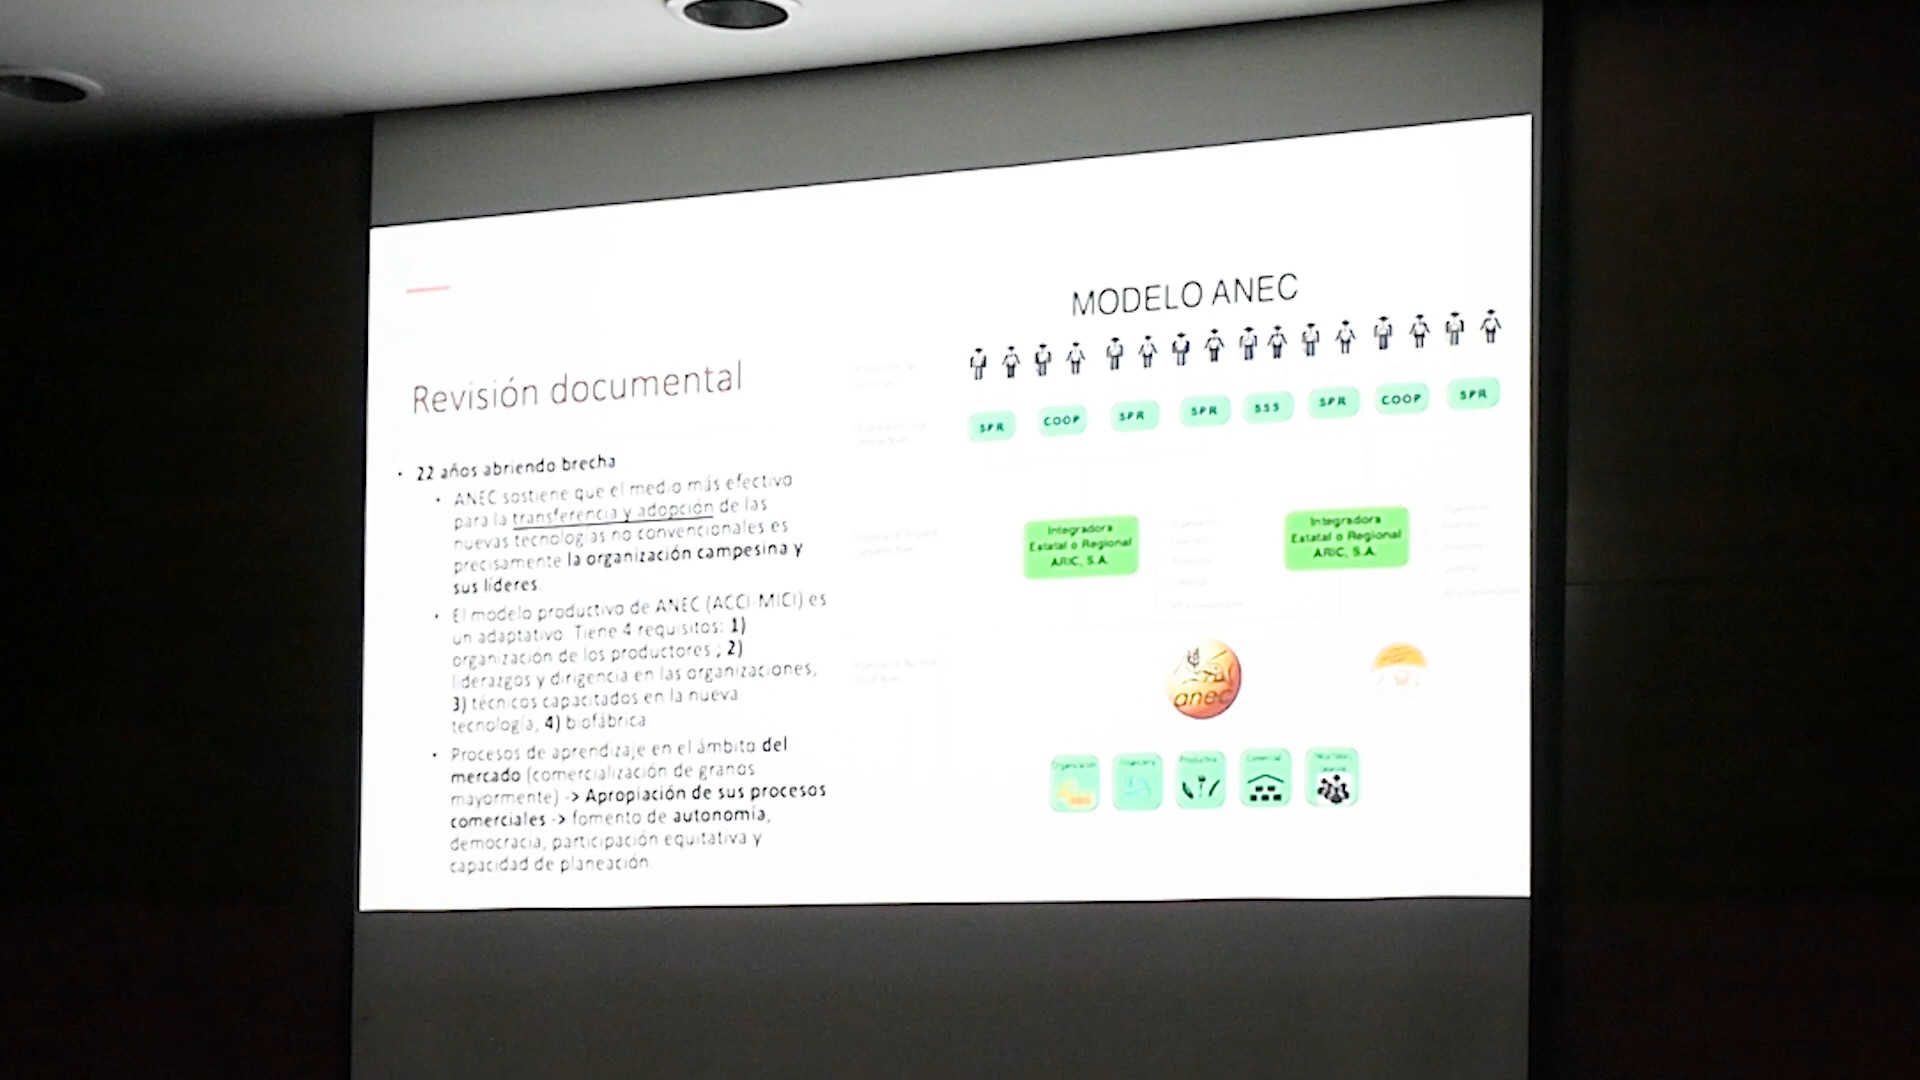 Revisión documental
• 22 años abriendo brecha
• ANEC sostiene que el medio más efectivo
para la transferencia y adopción de las
nuevas tecnologías no convencionales es
precisamente la organización campesina y
sus líderes.
• El modelo productivo de ANEC (ACCI-MICI) es
un adaptativo. Tiene 4 requisitos: 1)
organización de los productores ; 2)
liderazgos y dirigencia en las organizaciones;
3) técnicos capacitados en la nueva
tecnología; 4) biofábrica.
• Procesos de aprendizaje en el ámbito del
mercado (comercialización de granos
mayormente) -> Apropiación de sus procesos
comerciales -> fomento de autonomía,
democracia, participación equitativa y
capacidad de planeación.
MODELO ANEC
SPR COOP SPR SPR SSS SPR COOP SPR
Integradora
Estatal o Regional
ARIC, S.A.
Integradora
Estatal o Regional
ARIC, S.A.
anec
Organización Financiera Productiva Comercial